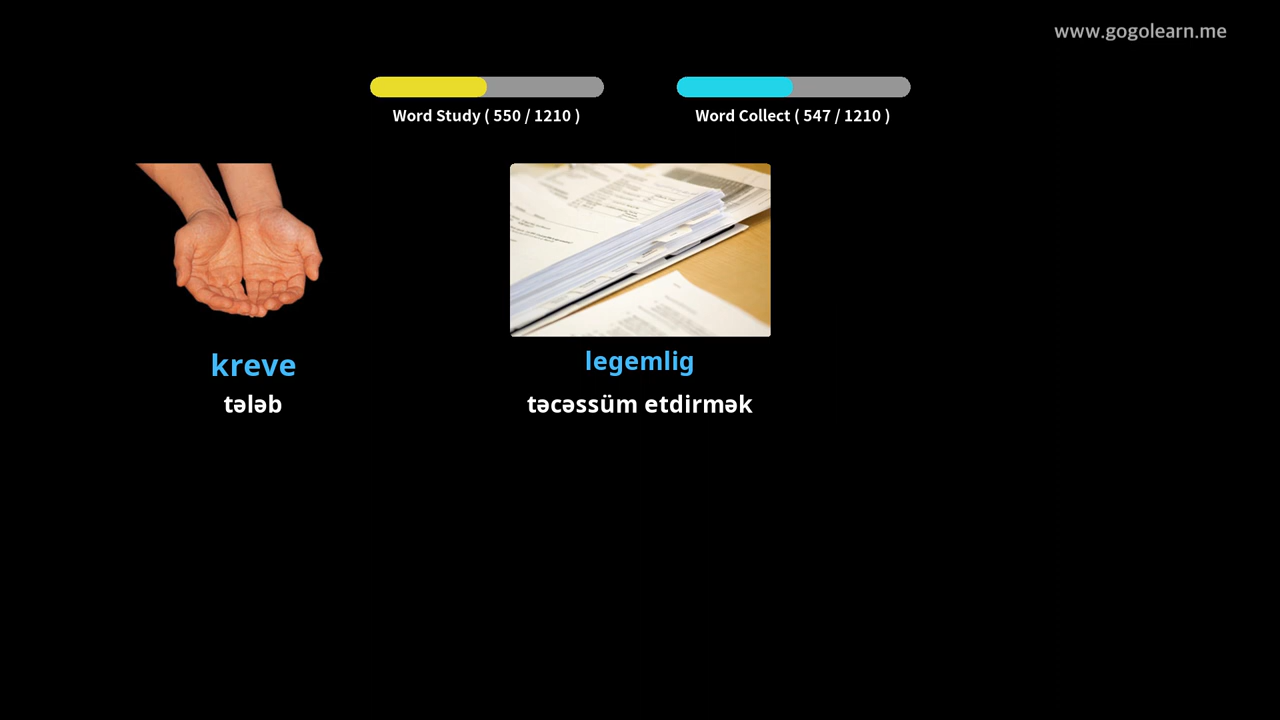 www.gogolearn.me
Word Study ( 550 / 1210 )
Word Collect ( 547 / 1210 )
kreve
tələb
legemlig
təcəssüm etdirmək